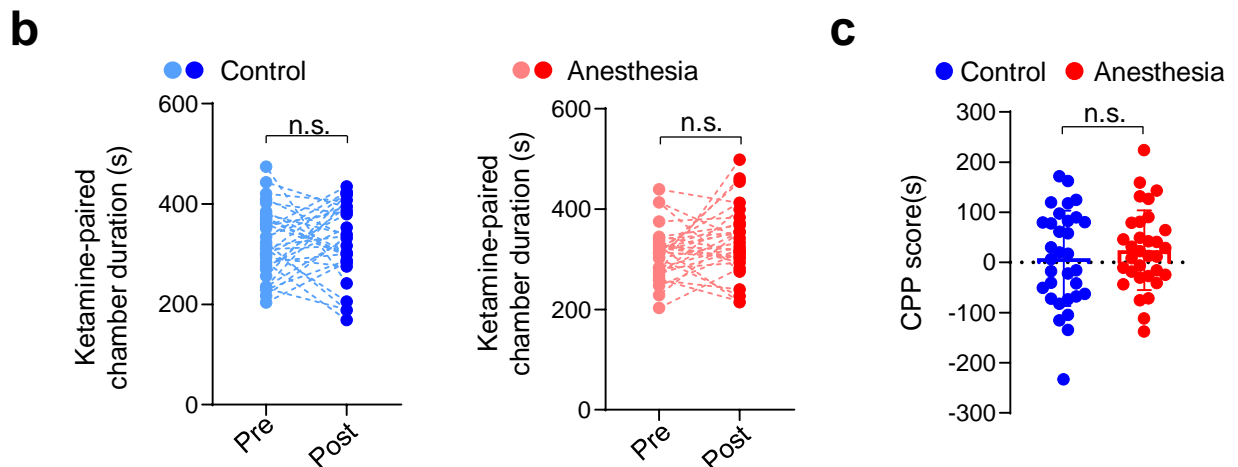 b
Control
Ketamine-paired
chamber duration (s)
600
400
200
0
n.s.
Pre
Post
Anesthesia
Ketamine-paired
chamber duration (s)
600
400
200
0
n.s.
Pre
Post
c
Control
Anesthesia
CPP score(s)
300
200
100
0
-100
-200
-300
n.s.